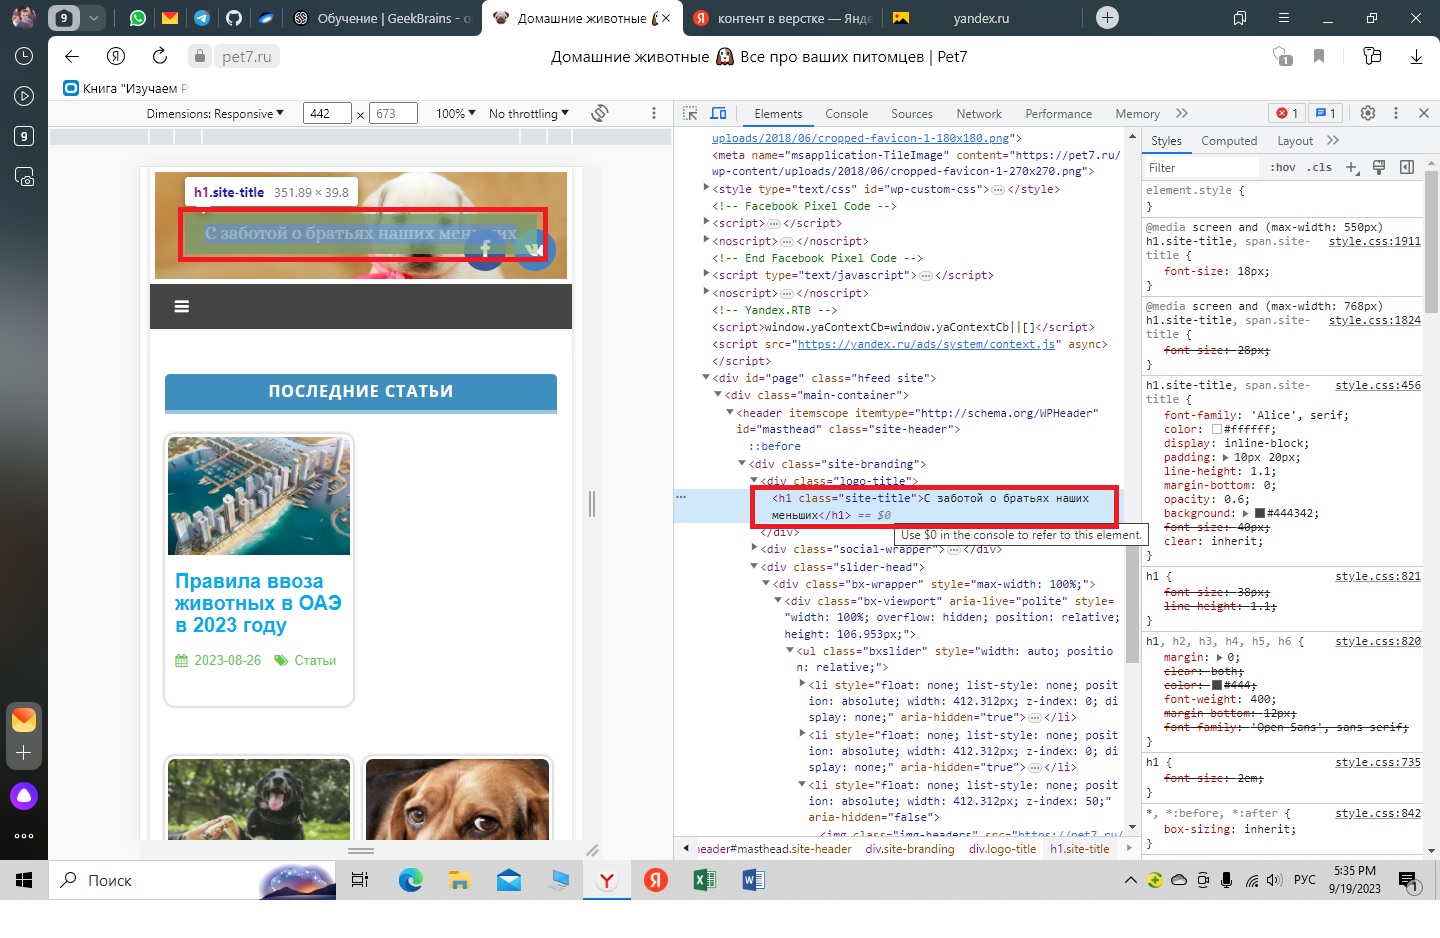 9
Обучение | GeekBrains - о
Домашние животные
контент в верстке — Янде
yandex.ru
pet7.ru
Домашние животные 🐶 Все про ваших питомцев | Pet7
1
Книга "Изучаем P
9
Dimensions: Responsive
442
×
673
100%
No throttling
Elements
Console
Sources
Network
Performance
Memory
1
1
h1.site-title 351.89 × 39.8
С заботой о братьях наших меньших
ПОСЛЕДНИЕ СТАТЬИ
Правила ввоза
животных в ОАЭ
в 2023 году
2023-08-26 Статьи
uploads/2018/06/cropped-favicon-1-180x180.png">
<meta name="msapplication-TileImage" content="https://pet7.ru/
wp-content/uploads/2018/06/cropped-favicon-1-270x270.png">
<style type="text/css" id="wp-custom-css">…</style>
<!-- Facebook Pixel Code -->
<script>…</script>
<noscript>…</noscript>
<!-- End Facebook Pixel Code -->
<script type="text/javascript">…</script>
<noscript>…</noscript>
<!-- Yandex.RTB -->
<script>window.yaContextCb=window.yaContextCb||[]</script>
<script src="https://yandex.ru/ads/system/context.js" async>
</script>
<div id="page" class="hfeed site">
<div class="main-container">
<header itemscope itemtype="http://schema.org/WPHeader"
id="masthead" class="site-header">
::before
<div class="site-branding">
<div class="logo-title">
<h1 class="site-title">С заботой о братьях наших
меньших</h1> == $0
</div>
Use $0 in the console to refer to this element.
<div class="social-wrapper">…</div>
<div class="slider-head">
<div class="bx-wrapper" style="max-width: 100%;">
<div class="bx-viewport" aria-live="polite" style=
"width: 100%; overflow: hidden; position: relative;
height: 106.953px;">
<ul class="bxslider" style="width: auto; positio
n: relative;">
<li style="float: none; list-style: none; posit
ion: absolute; width: 412.312px; z-index: 0; di
splay: none;" aria-hidden="true">…</li>
<li style="float: none; list-style: none; posit
ion: absolute; width: 412.312px; z-index: 0; di
splay: none;" aria-hidden="true">…</li>
<li style="float: none; list-style: none; posit
ion: absolute; width: 412.312px; z-index: 50;"
aria-hidden="false">
<img class="img-headers" src="https://pet7.ru/
header#masthead.site-header div.site-branding div.logo-title h1.site-title
Styles
Computed
Layout
Filter
:hov
.cls
element.style {
}
@media screen and (max-width: 550px)
h1.site-title, span.site- style.css:1911
title {
font-size: 18px;
}
@media screen and (max-width: 768px)
h1.site-title, span.site- style.css:1824
title {
font-size: 28px;
}
h1.site-title, span.site- style.css:456
title {
font-family: 'Alice', serif;
color: #ffffff;
display: inline-block;
padding: 10px 20px;
line-height: 1.1;
margin-bottom: 0;
opacity: 0.6;
background: #444342;
font-size: 40px;
clear: inherit;
}
h1 { style.css:821
font-size: 38px;
line-height: 1.1;
}
h1, h2, h3, h4, h5, h6 { style.css:820
margin: 0;
clear: both;
color: #444;
font-weight: 400;
margin-bottom: 12px;
font-family: 'Open Sans', sans-serif;
}
h1 { style.css:735
font-size: 2em;
}
*, *:before, *:after { style.css:842
box-sizing: inherit;
}
Поиск
РУС
5:35 PM
9/19/2023
1